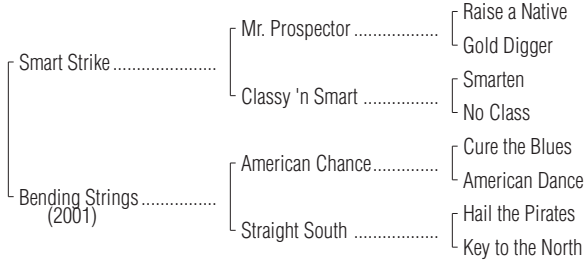 Raise a Native
Mr. Prospector ..................
Gold Digger
Smart Strike ......................
Smarten
Classy 'n Smart ................
No Class
Cure the Blues
American Chance..............
American Dance
Bending Strings................
(2001)
Hail the Pirates
Straight South ..................
Key to the North